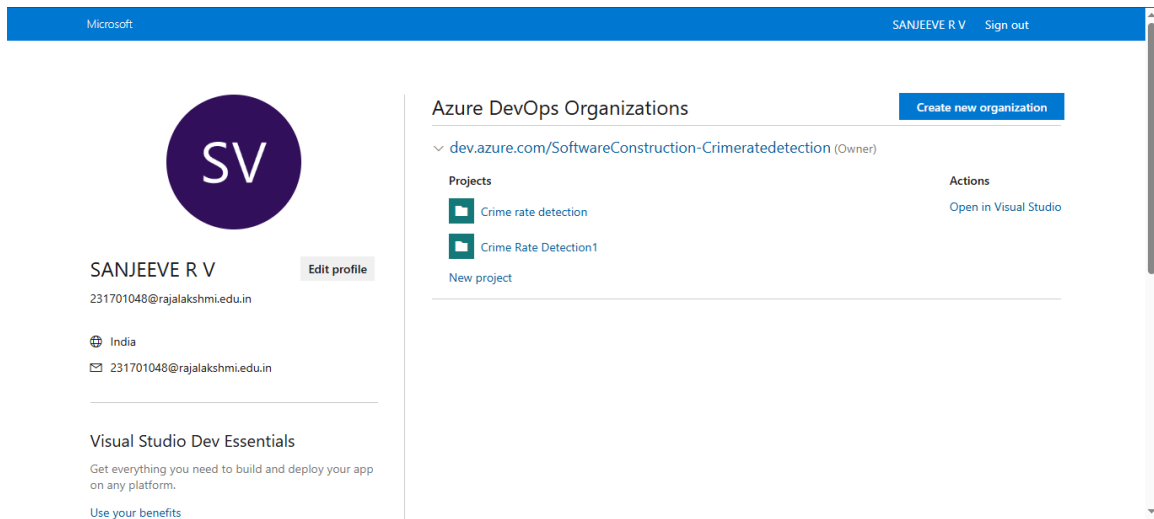 Microsoft
SANJEEVE R V Sign out
SV
SANJEEVE R V
Edit profile
231701048@rajalakshmi.edu.in
India
231701048@rajalakshmi.edu.in
Visual Studio Dev Essentials
Get everything you need to build and deploy your app
on any platform.
Use your benefits
Azure DevOps Organizations
Create new organization
dev.azure.com/SoftwareConstruction-Crimeratedetection (Owner)
Projects
Actions
Crime rate detection
Open in Visual Studio
Crime Rate Detection1
New project